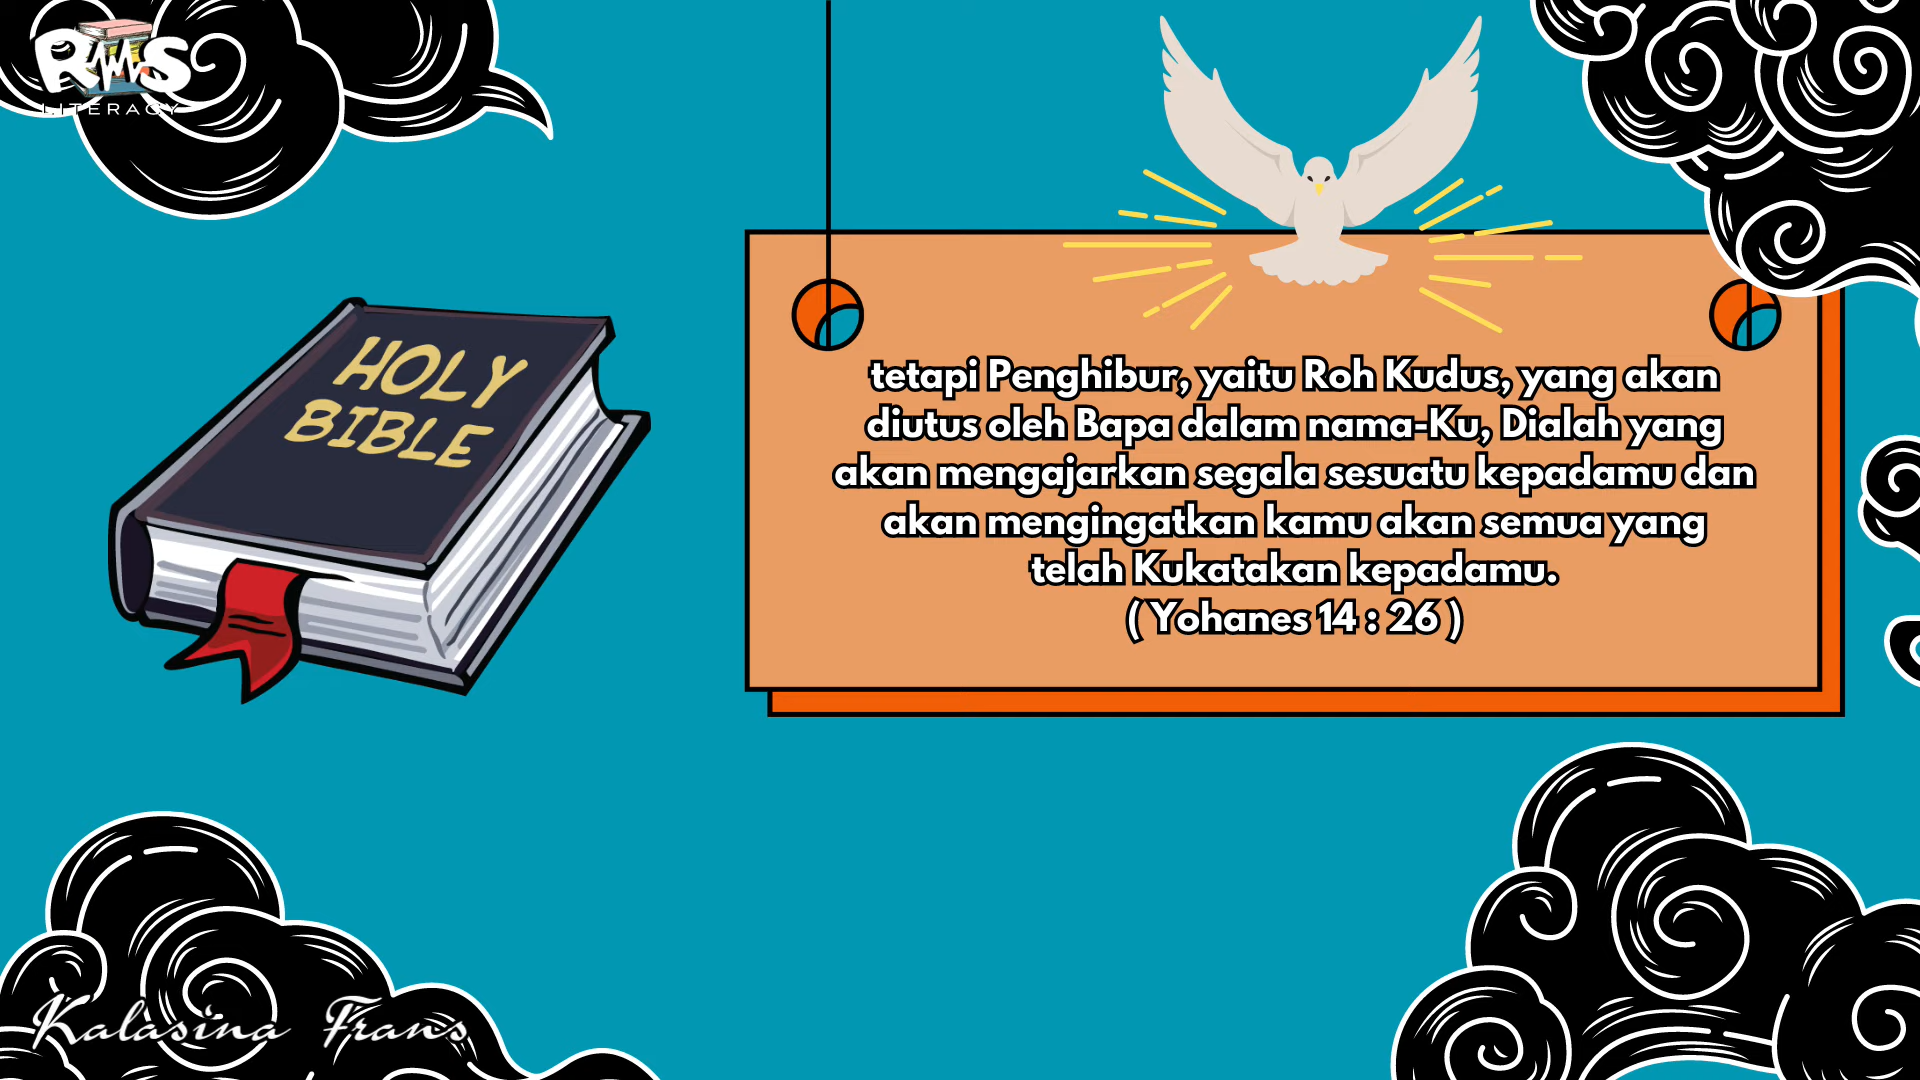 RMS
LITERACY
HOLY
BIBLE
tetapi Penghibur, yaitu Roh Kudus, yang akan
diutus oleh Bapa dalam nama-Ku, Dialah yang
akan mengajarkan segala sesuatu kepadamu dan
akan mengingatkan kamu akan semua yang
telah Kukatakan kepadamu.
( Yohanes 14 : 26 )
Kalasina Frans